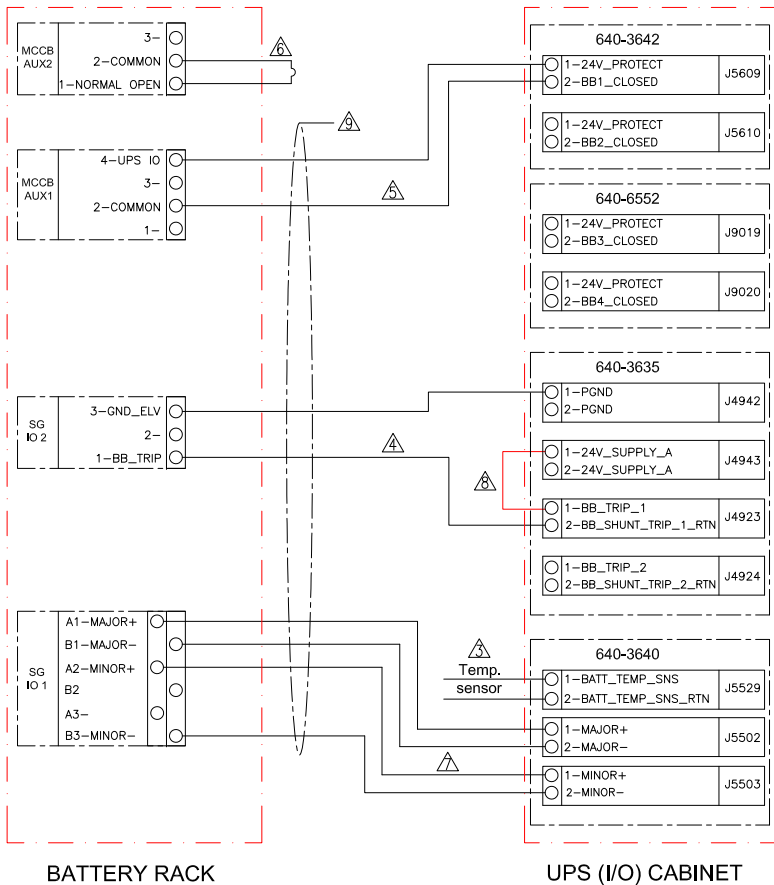 MCCB
AUX2
3-
2-COMMON
1-NORMAL OPEN
6
9
MCCB
AUX1
4-UPS IO
3-
2-COMMON
1-
5
SG
IO 2
3-GND_ELV
2-
1-BB_TRIP
4
8
SG
IO 1
A1-MAJOR+
B1-MAJOR-
A2-MINOR+
B2
A3-
B3-MINOR-
3
Temp.
sensor
7
640-3642
1-24V_PROTECT
2-BB1_CLOSED
J5609
1-24V_PROTECT
2-BB2_CLOSED
J5610
640-6552
1-24V_PROTECT
2-BB3_CLOSED
J9019
1-24V_PROTECT
2-BB4_CLOSED
J9020
640-3635
1-PGND
2-PGND
J4942
1-24V_SUPPLY_A
2-24V_SUPPLY_A
J4943
1-BB_TRIP_1
2-BB_SHUNT_TRIP_1_RTN
J4923
1-BB_TRIP_2
2-BB_SHUNT_TRIP_2_RTN
J4924
640-3640
1-BATT_TEMP_SNS
2-BATT_TEMP_SNS_RTN
J5529
1-MAJOR+
2-MAJOR-
J5502
1-MINOR+
2-MINOR-
J5503
BATTERY RACK
UPS (I/O) CABINET